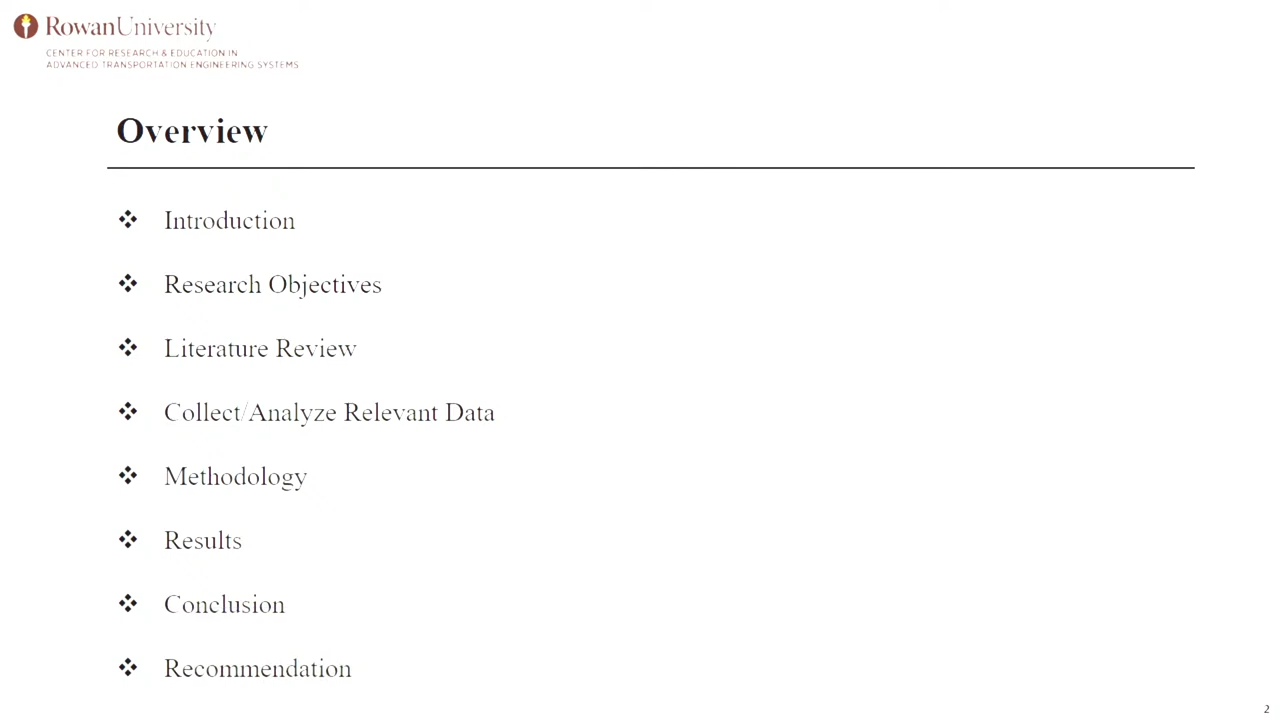 RowanUniversity
CENTER FOR RESEARCH & EDUCATION IN
ADVANCED TRANSPORTATION ENGINEERING SYSTEMS
Overview
❖ Introduction
❖ Research Objectives
❖ Literature Review
❖ Collect/Analyze Relevant Data
❖ Methodology
❖ Results
❖ Conclusion
❖ Recommendation
2